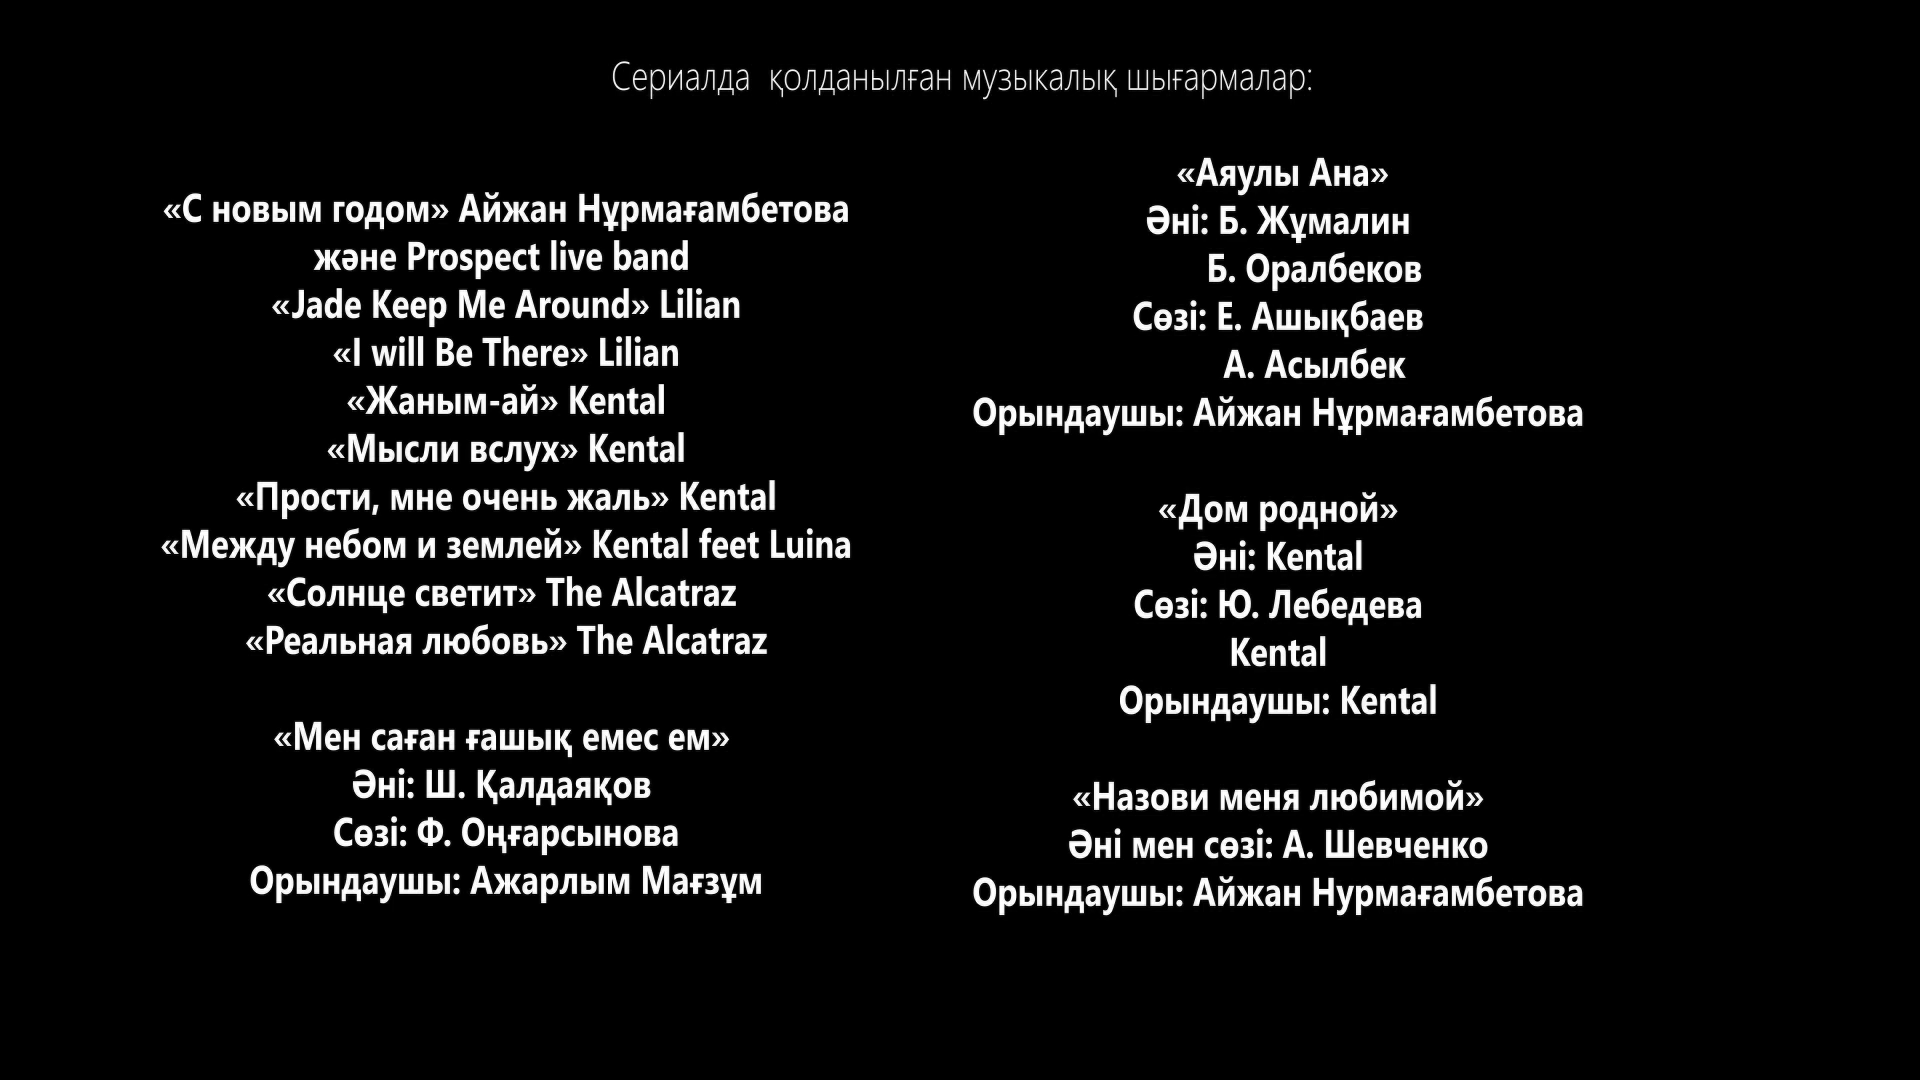 Сериалда  қолданылған музыкалық шығармалар:
«С новым годом» Айжан Нұрмағамбетова
және Prospect live band
«Jade Keep Me Around» Lilian
«I will Be There» Lilian
«Жаным-ай» Kental
«Мысли вслух» Kental
«Прости, мне очень жаль» Kental
«Между небом и землей» Kental feet Luina
«Солнце светит» The Alcatraz
«Реальная любовь» The Alcatraz
«Мен саған ғашық емес ем»
Әні: Ш. Қалдаяқов
Сөзі: Ф. Оңғарсынова
Орындаушы: Ажарлым Мағзұм
«Аяулы Ана»
Әні: Б. Жұмалин
Б. Оралбеков
Сөзі: Е. Ашықбаев
А. Асылбек
Орындаушы: Айжан Нұрмағамбетова
«Дом родной»
Әні: Kental
Сөзі: Ю. Лебедева
Kental
Орындаушы: Kental
«Назови меня любимой»
Әні мен сөзі: А. Шевченко
Орындаушы: Айжан Нурмағамбетова